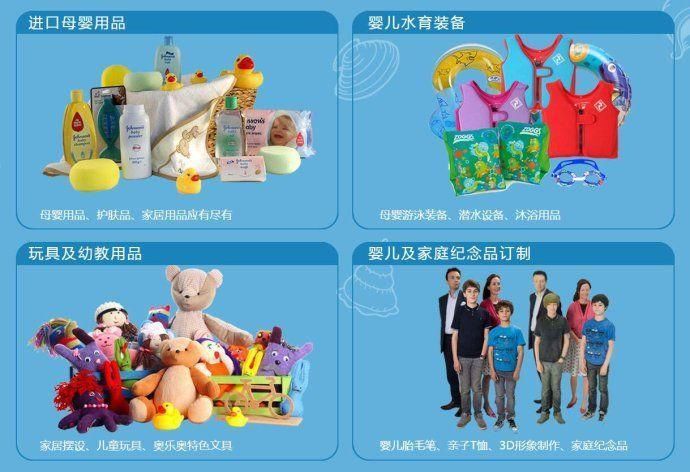 进口母婴用品
Johnson's
baby
powder
母婴用品、护肤品、家居用品应有尽有
婴儿水育装备
ZOGGS
母婴游泳装备、潜水设备、沐浴用品
玩具及幼教用品
家居摆设、儿童玩具、奥乐奥特色文具
婴儿及家庭纪念品订制
婴儿胎毛笔、亲子T恤、3D形象制作、家庭纪念品